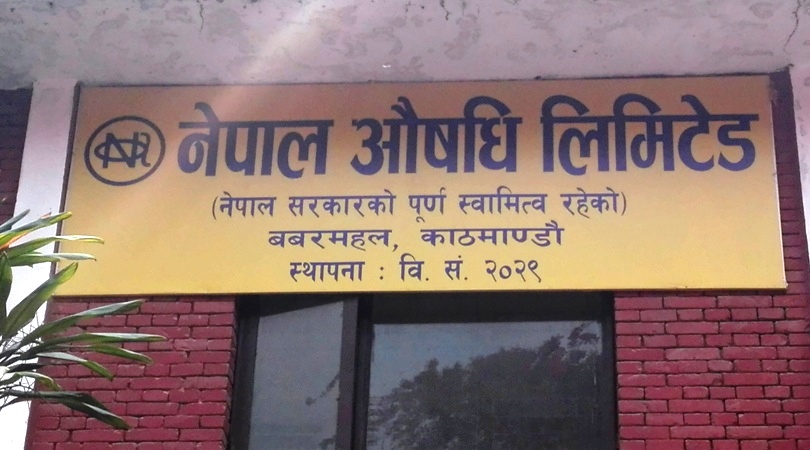 नेपाल औषधि लिमिटेड
(नेपाल सरकारको पूर्ण स्वामित्व रहेको)
बबरमहल, काठमाण्डौ
स्थापना : वि. सं. २०२९